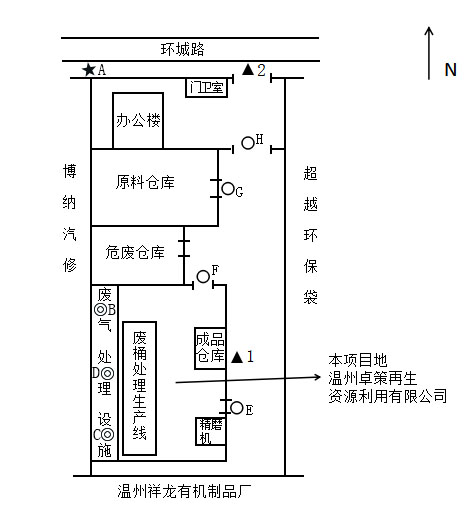 环城路
N
★A
▲2
门卫室
办公楼
○H
原料仓库
○G
博纳汽修
超越环保袋
危废仓库
○F
废气处理设施
◎B
D◎
C◎
废桶处理生产线
成品
仓库
▲1
○E
精磨
机
本项目地
温州卓策再生
资源利用有限公司
温州祥龙有机制品厂